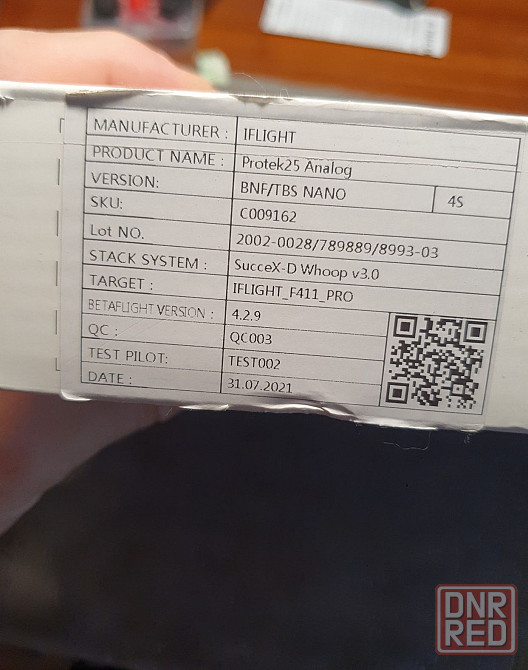 MANUFACTURER : IFLIGHT
PRODUCT NAME : Protek25 Analog
VERSION: BNF/TBS NANO 4S
SKU: C009162
Lot NO. 2002-0028/789889/8993-03
STACK SYSTEM : SucceX-D Whoop v3.0
TARGET : IFLIGHT_F411_PRO
BETAFLIGHT VERSION : 4.2.9
QC : QC003
TEST PILOT: TEST002
DATE : 31.07.2021
DNR
RED